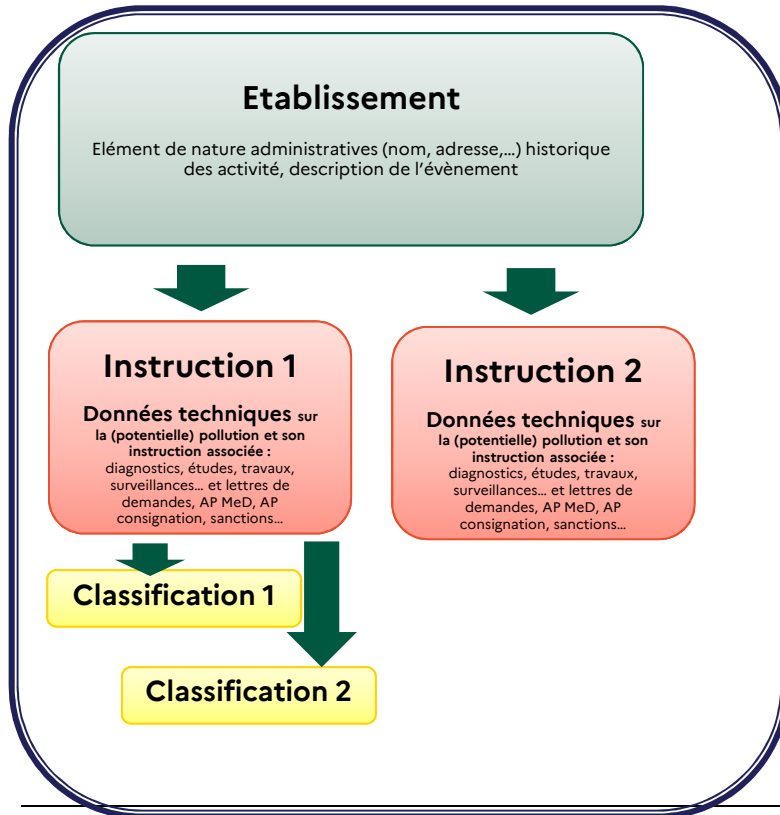 Etablissement
Elément de nature administratives (nom, adresse,…) historique
des activité, description de l’évènement
Instruction 1
Données techniques sur
la (potentielle) pollution et son
instruction associée :
diagnostics, études, travaux,
surveillances… et lettres de
demandes, AP MeD, AP
consignation, sanctions…
Instruction 2
Données techniques sur
la (potentielle) pollution et son
instruction associée :
diagnostics, études, travaux,
surveillances… et lettres de
demandes, AP MeD, AP
consignation, sanctions…
Classification 1
Classification 2